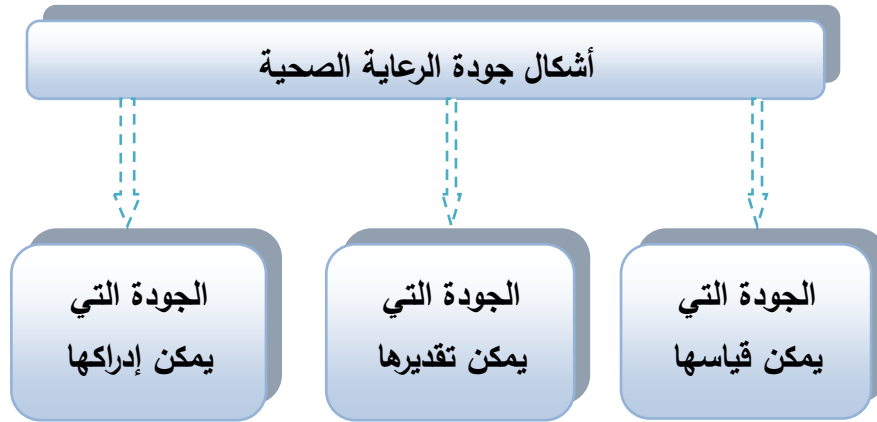 أشكال جودة الرعاية الصحية
الجودة التي
يمكن قياسها
الجودة التي
يمكن تقديرها
الجودة التي
يمكن إدراكها